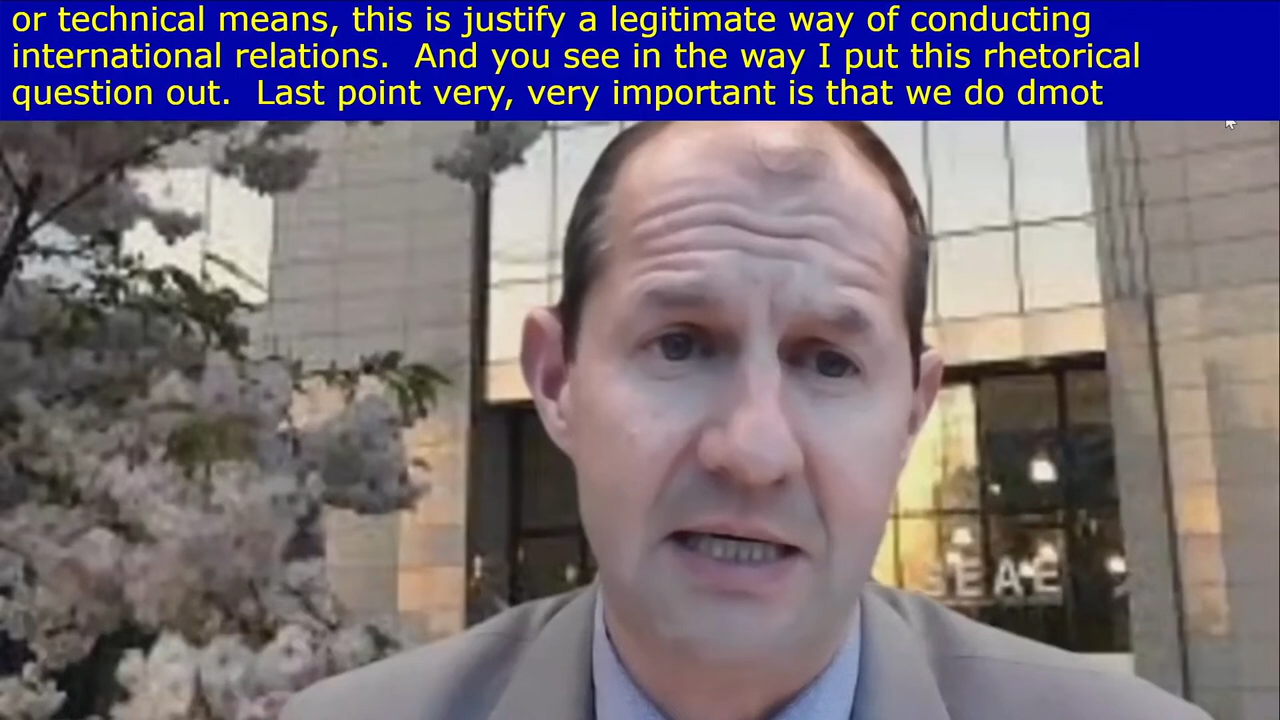 or technical means, this is justify a legitimate way of conducting
international relations.  And you see in the way I put this rhetorical
question out.  Last point very, very important is that we do dmot
SEAE